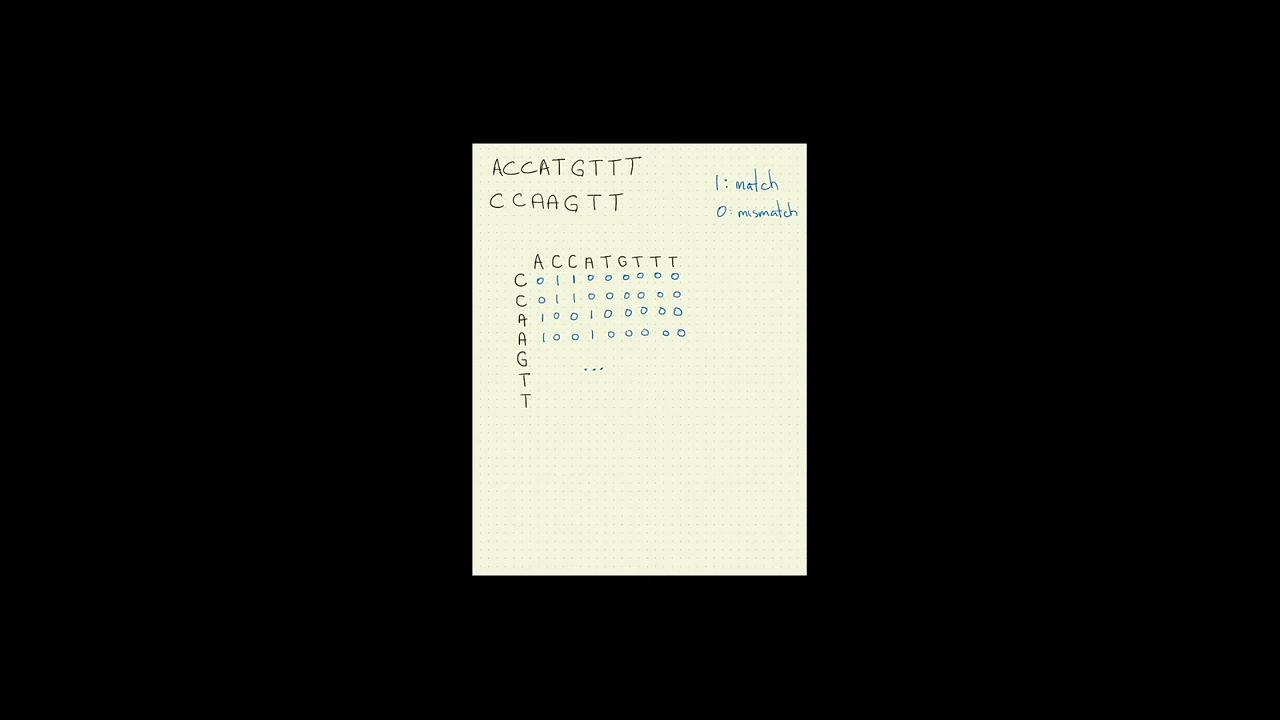 ACCATGTTT
CCAAGTT
1: match
0: mismatch
A C C A T G T T T
C 0 1 1 0 0 0 0 0 0
C 0 1 1 0 0 0 0 0 0
A 1 0 0 1 0 0 0 0 0
A 1 0 0 1 0 0 0 0 0
G
...
T
T